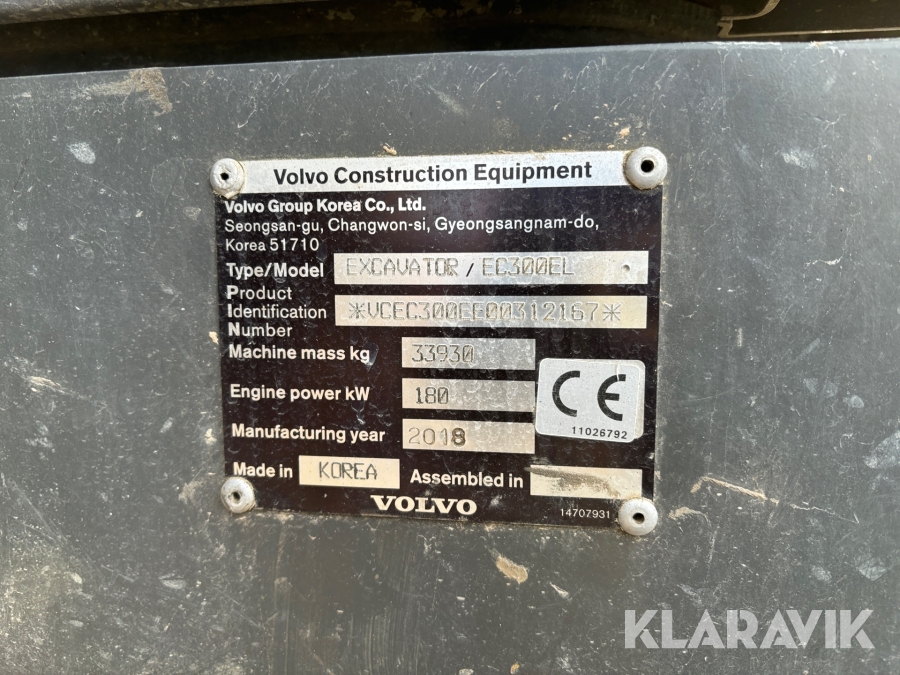 Volvo Construction Equipment
Volvo Group Korea Co., Ltd.
Seongsan-gu, Changwon-si, Gyeongsangnam-do,
Korea 51710
Type/Model EXCAVATOR / EC300EL
Product
Identification *VCEC300EE00312167*
Number
Machine mass kg 33930
Engine power kW 180
CE
Manufacturing year 2018
11026792
Made in KOREA Assembled in
VOLVO
14707931
KLARAVIK